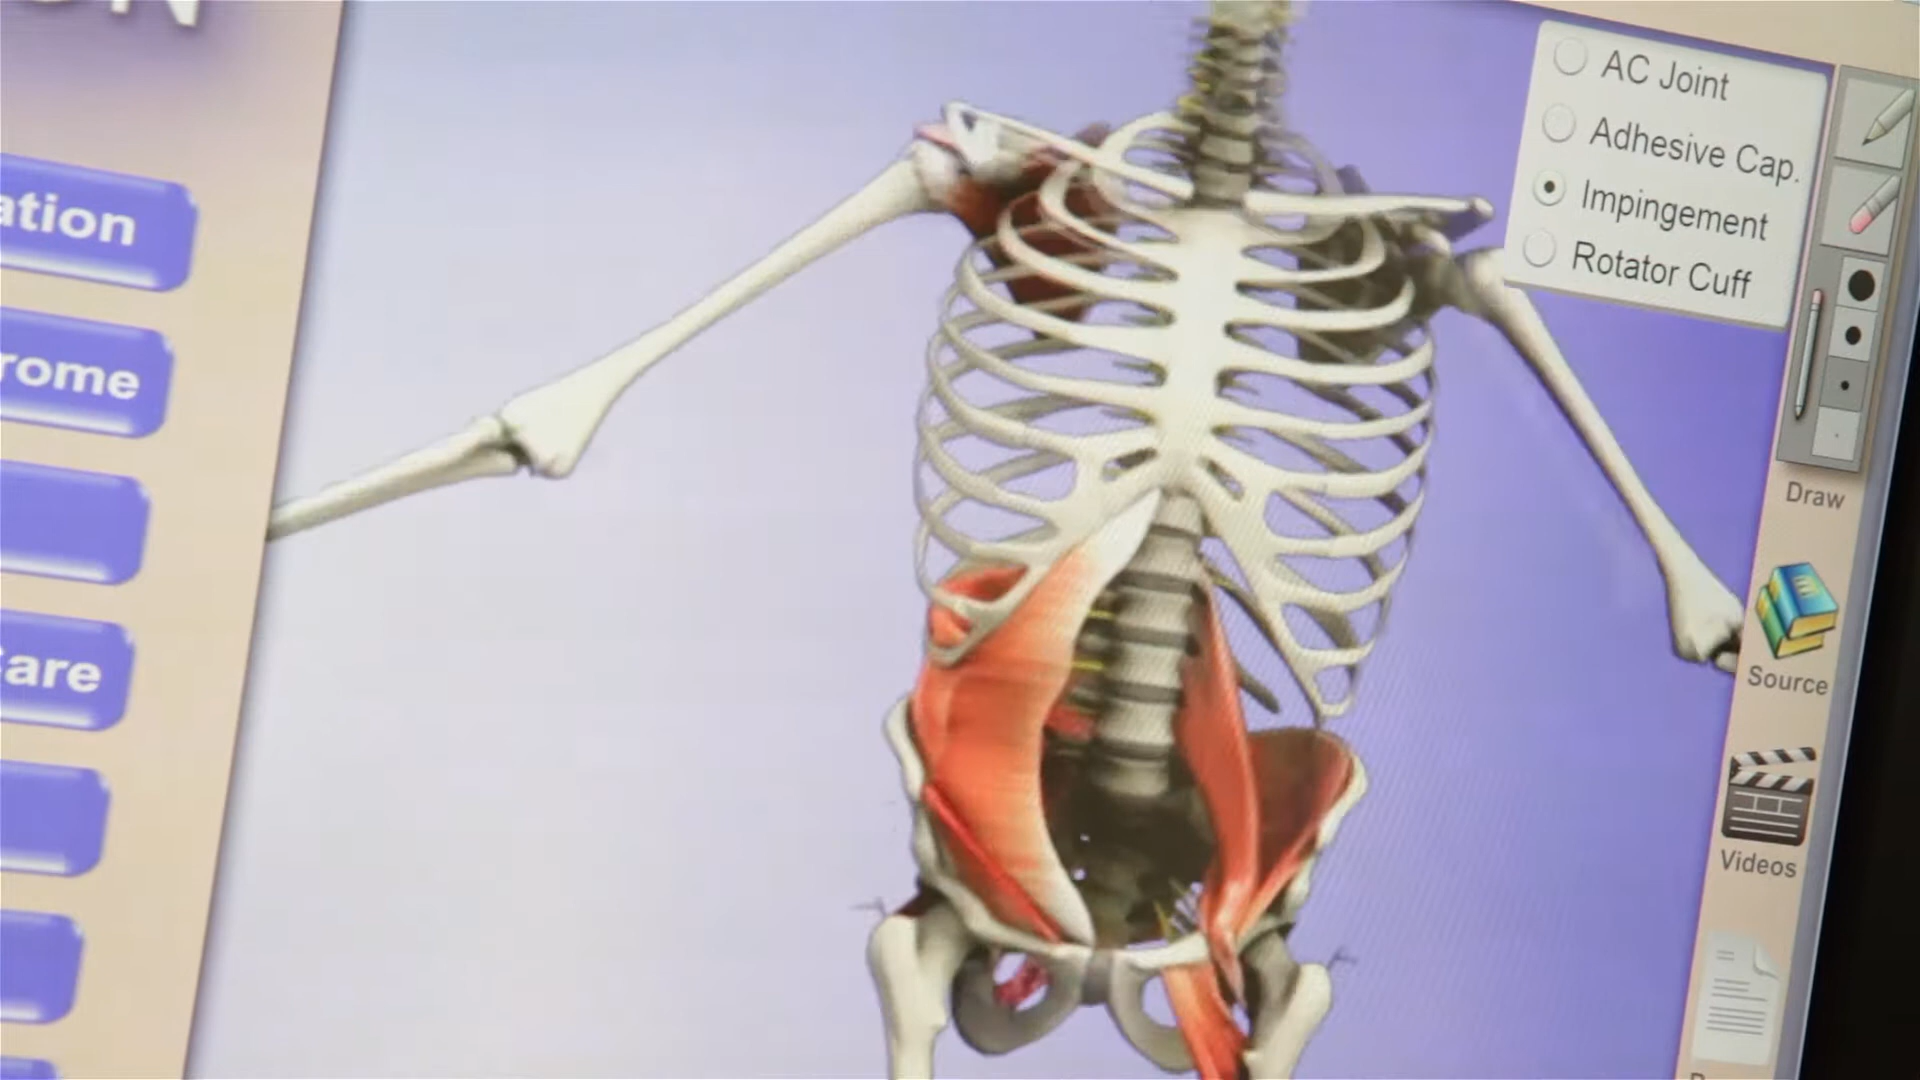 ation
rome
are
AC Joint
Adhesive Cap.
Impingement
Rotator Cuff
Draw
Source
Videos